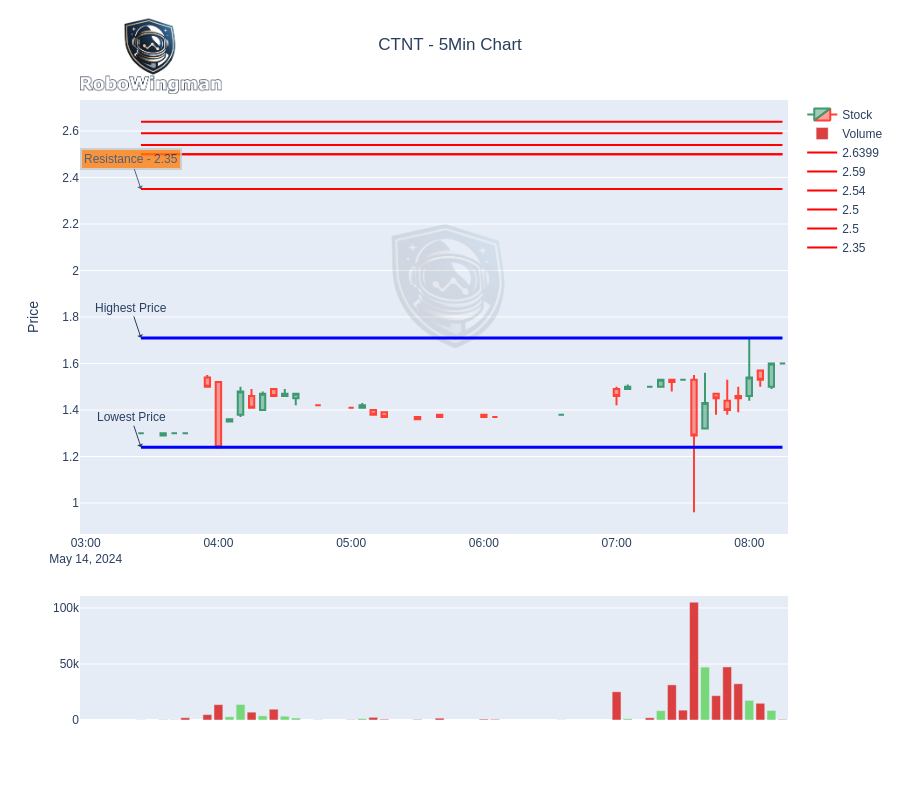 RoboWingman
CTNT - 5Min Chart
Stock
Volume
2.6399
2.59
2.54
2.5
2.5
2.35
Price
2.6
2.4
2.2
2
1.8
1.6
1.4
1.2
1
Resistance - 2.35
Highest Price
Lowest Price
03:00
04:00
05:00
06:00
07:00
08:00
May 14, 2024
100k
50k
0